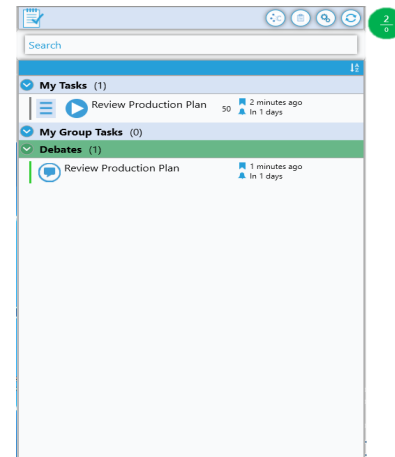 2
0
Search
My Tasks (1)
Review Production Plan 50 2 minutes ago
In 1 days
My Group Tasks (0)
Debates (1)
Review Production Plan 1 minutes ago
In 1 days